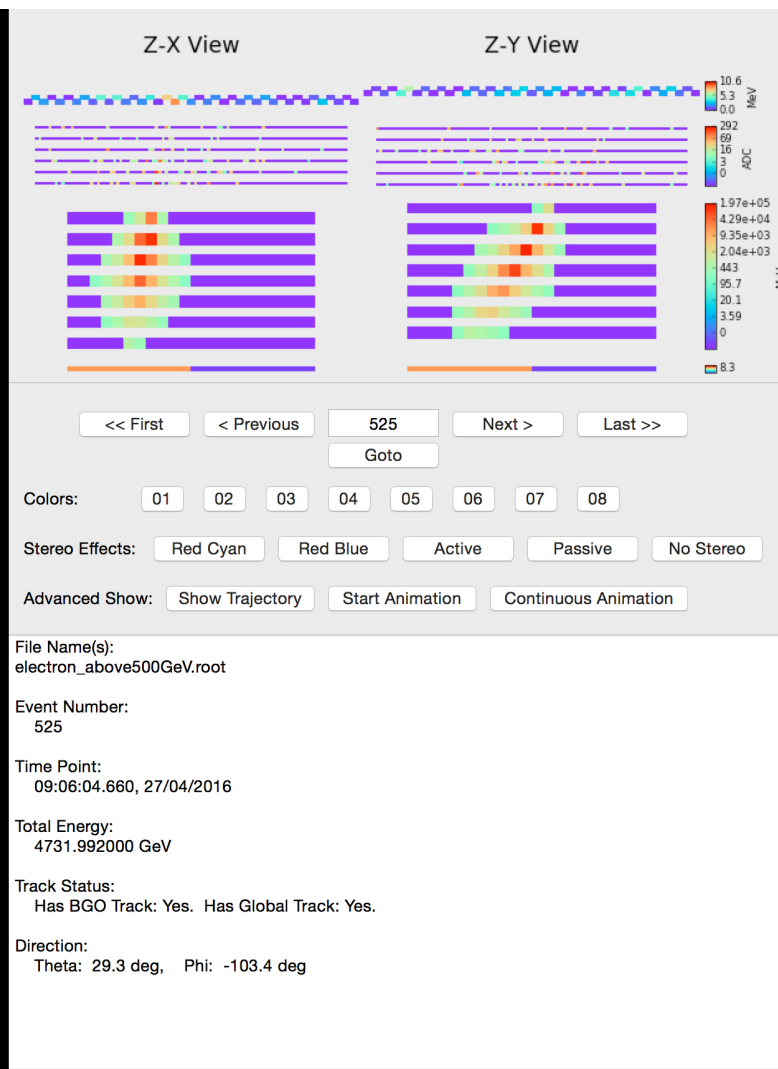 Z-X View
Z-Y View
10.6
5.3
0.0
MeV
292
69
16
3
0
ADC
1.97e+05
4.29e+04
9.35e+03
2.04e+03
443
95.7
20.1
3.59
0
8.3
<< First
< Previous
525
Next >
Last >>
Goto
Colors:
01
02
03
04
05
06
07
08
Stereo Effects:
Red Cyan
Red Blue
Active
Passive
No Stereo
Advanced Show:
Show Trajectory
Start Animation
Continuous Animation
File Name(s):
electron_above500GeV.root
Event Number:
525
Time Point:
09:06:04.660, 27/04/2016
Total Energy:
4731.992000 GeV
Track Status:
Has BGO Track: Yes.  Has Global Track: Yes.
Direction:
Theta:  29.3 deg,    Phi:  -103.4 deg